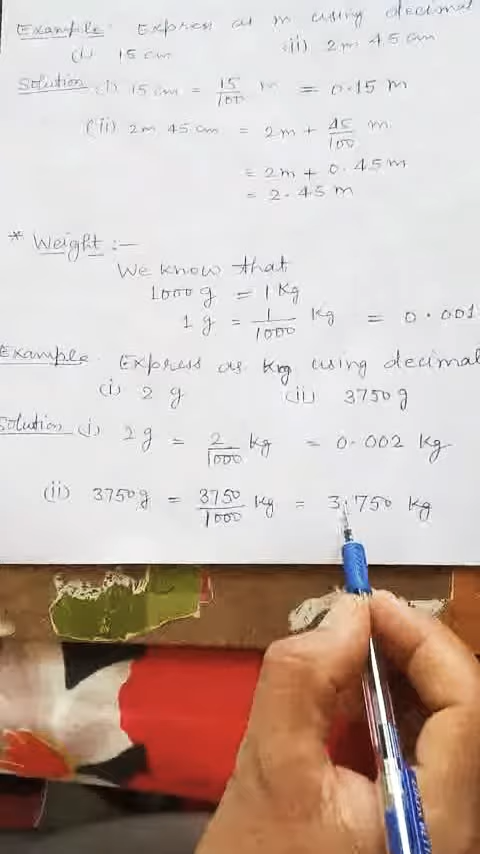 Example: Express as m using decimal
(i) 15 cm (ii) 2m 45 cm
Solution (i) 15 cm = 15/100 m = 0.15 m
(ii) 2m 45 cm = 2m + 45/100 m
= 2m + 0.45m
= 2.45m
* Weight :-
We know that
1000 g = 1 Kg
1 g = 1/1000 Kg = 0.001
Example Express as Kg using decimal
(i) 2 g (ii) 3750 g
Solution (i) 2 g = 2/1000 kg = 0.002 Kg
(ii) 3750 g = 3750/1000 Kg = 3.750 Kg